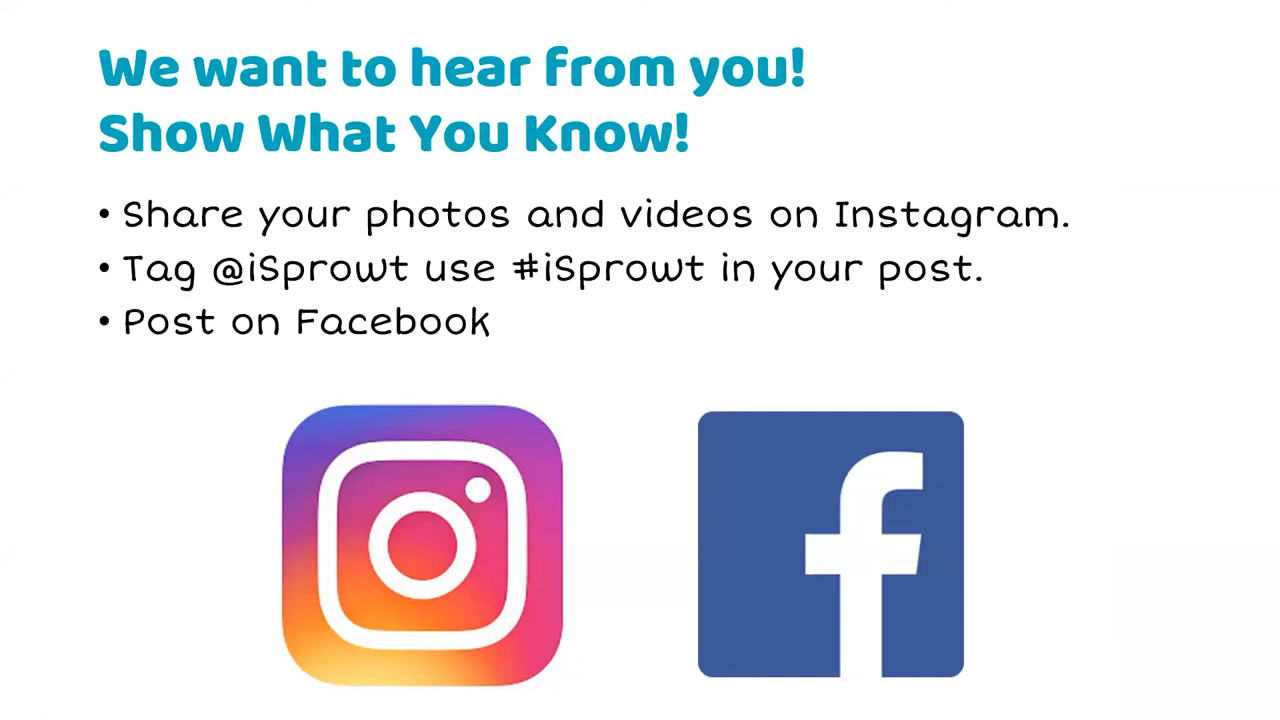 We want to hear from you!
Show What You Know!
• Share your photos and videos on Instagram.
• Tag @iSprowt use #iSprowt in your post.
• Post on Facebook